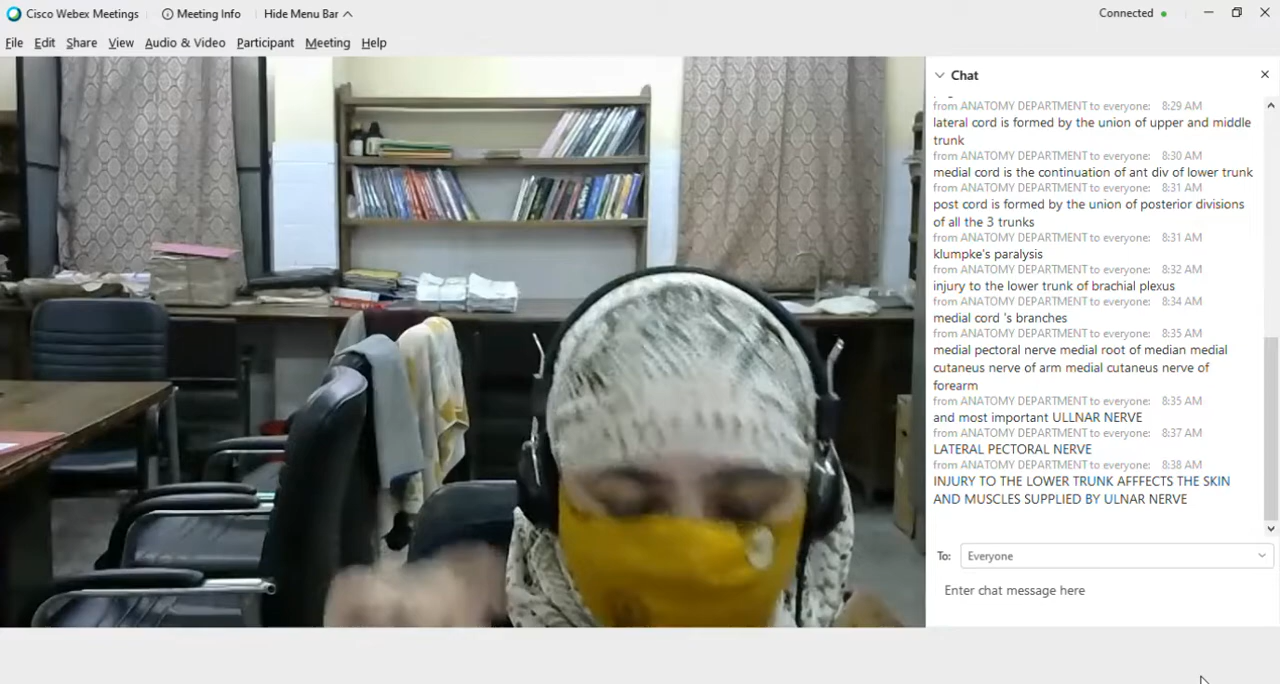 Cisco Webex Meetings
Meeting Info
Hide Menu Bar
Connected
File Edit Share View Audio & Video Participant Meeting Help
Chat
from ANATOMY DEPARTMENT to everyone: 8:29 AM
lateral cord is formed by the union of upper and middle
trunk
from ANATOMY DEPARTMENT to everyone: 8:30 AM
medial cord is the continuation of ant div of lower trunk
from ANATOMY DEPARTMENT to everyone: 8:31 AM
post cord is formed by the union of posterior divisions
of all the 3 trunks
from ANATOMY DEPARTMENT to everyone: 8:31 AM
klumpke's paralysis
from ANATOMY DEPARTMENT to everyone: 8:32 AM
injury to the lower trunk of brachial plexus
from ANATOMY DEPARTMENT to everyone: 8:34 AM
medial cord 's branches
from ANATOMY DEPARTMENT to everyone: 8:35 AM
medial pectoral nerve medial root of median medial
cutaneus nerve of arm medial cutaneus nerve of
forearm
from ANATOMY DEPARTMENT to everyone: 8:35 AM
and most important ULLNAR NERVE
from ANATOMY DEPARTMENT to everyone: 8:37 AM
LATERAL PECTORAL NERVE
from ANATOMY DEPARTMENT to everyone: 8:38 AM
INJURY TO THE LOWER TRUNK AFFFECTS THE SKIN
AND MUSCLES SUPPLIED BY ULNAR NERVE
To: Everyone
Enter chat message here